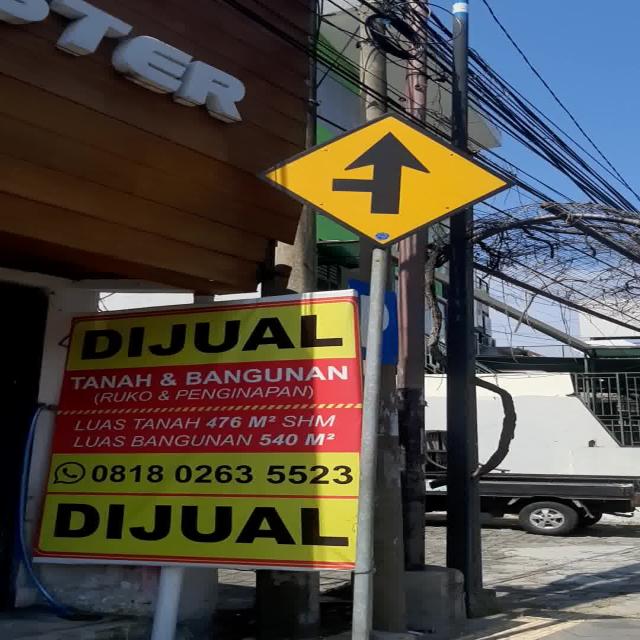 STER
DIJUAL
TANAH & BANGUNAN
(RUKO & PENGINAPAN)
LUAS TANAH 476 M² SHM
LUAS BANGUNAN 540 M²
0818 0263 5523
DIJUAL